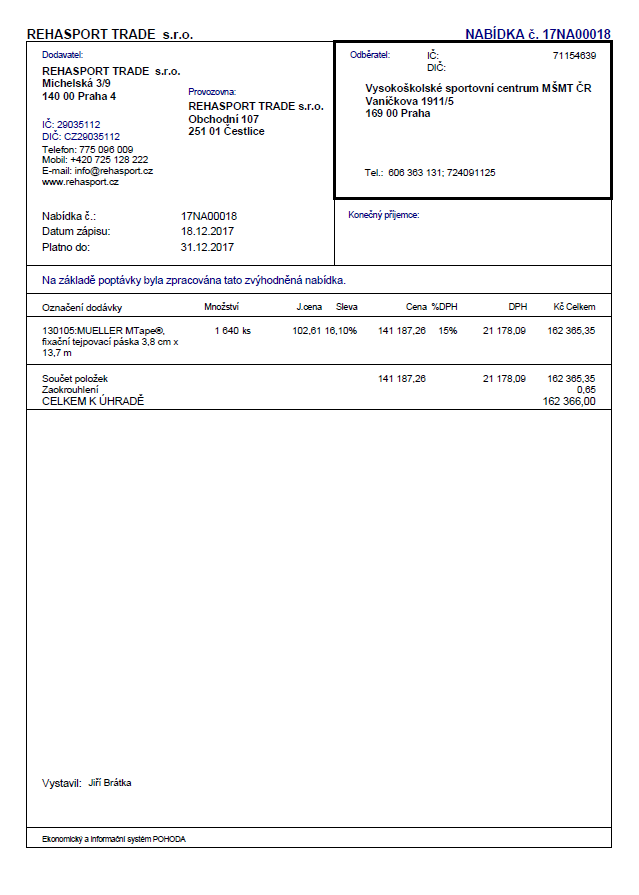 REHASPORT TRADE s.r.o. NABÍDKA č. 17NA00018
Dodavatel:
REHASPORT TRADE s.r.o.
Michelská 3/9
140 00 Praha 4
IČ: 29035112
DIČ: CZ29035112
Telefon: 775 096 009
Mobil: +420 725 128 222
E-mail: info@rehasport.cz
www.rehasport.cz
Provozovna:
REHASPORT TRADE s.r.o.
Obchodní 107
251 01 Čestlice
Odběratel: IČ: 71154639
DIČ:
Vysokoškolské sportovní centrum MŠMT ČR
Vaníčkova 1911/5
169 00 Praha
Tel.: 606 363 131; 724091125
Nabídka č.: 17NA00018
Datum zápisu: 18.12.2017
Platno do: 31.12.2017
Konečný příjemce:
Na základě poptávky byla zpracována tato zvýhodněná nabídka.
Označení dodávky Množství J.cena Sleva Cena %DPH DPH Kč Celkem
130105:MUELLER MTape®, 1 640 ks 102,61 16,10% 141 187,26 15% 21 178,09 162 365,35
fixační tejpovací páska 3,8 cm x
13,7 m
Součet položek 141 187,26 21 178,09 162 365,35
Zaokrouhlení 0,65
CELKEM K ÚHRADĚ 162 366,00
Vystavil: Jiří Brátka
Ekonomický a informační systém POHODA